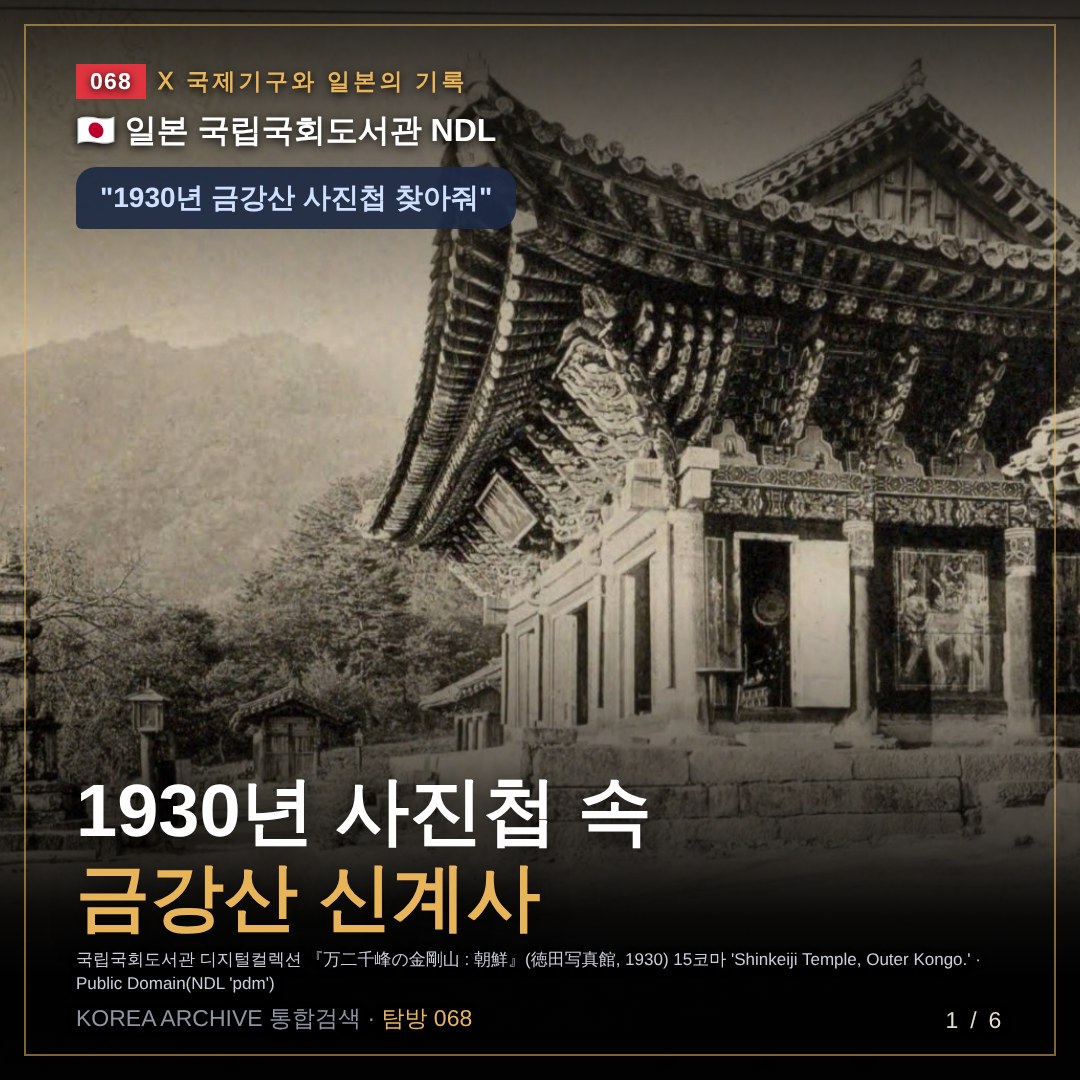 068 X 국제기구와 일본의 기록
🇯🇵 일본 국립국회도서관 NDL
"1930년 금강산 사진첩 찾아줘"
1930년 사진첩 속
금강산 신계사
국립국회도서관 디지털컬렉션 『万二千峰の金剛山 : 朝鮮』(徳田写真館, 1930) 15코마 'Shinkeiji Temple, Outer Kongo.' ·
Public Domain(NDL 'pdm')
KOREA ARCHIVE 통합검색 · 탐방 068
1 / 6